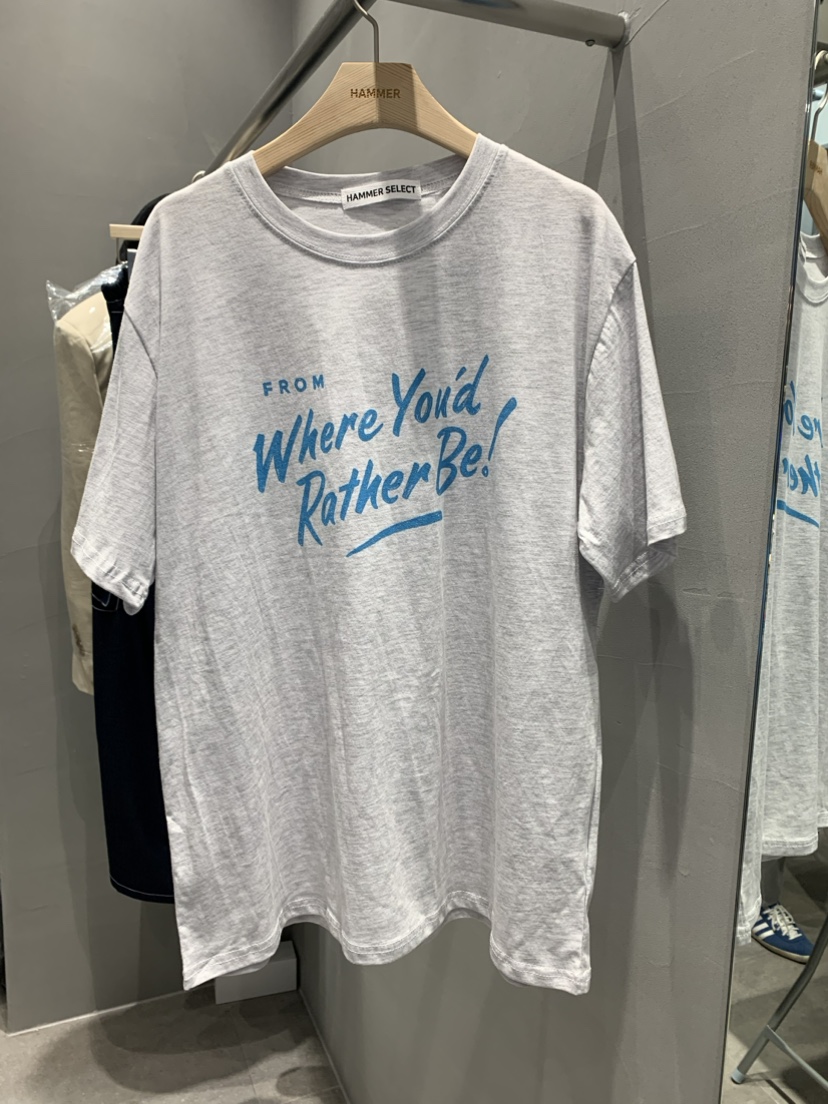 HAMMER
HAMMER SELECT
FROM
Where You'd
Rather Be!